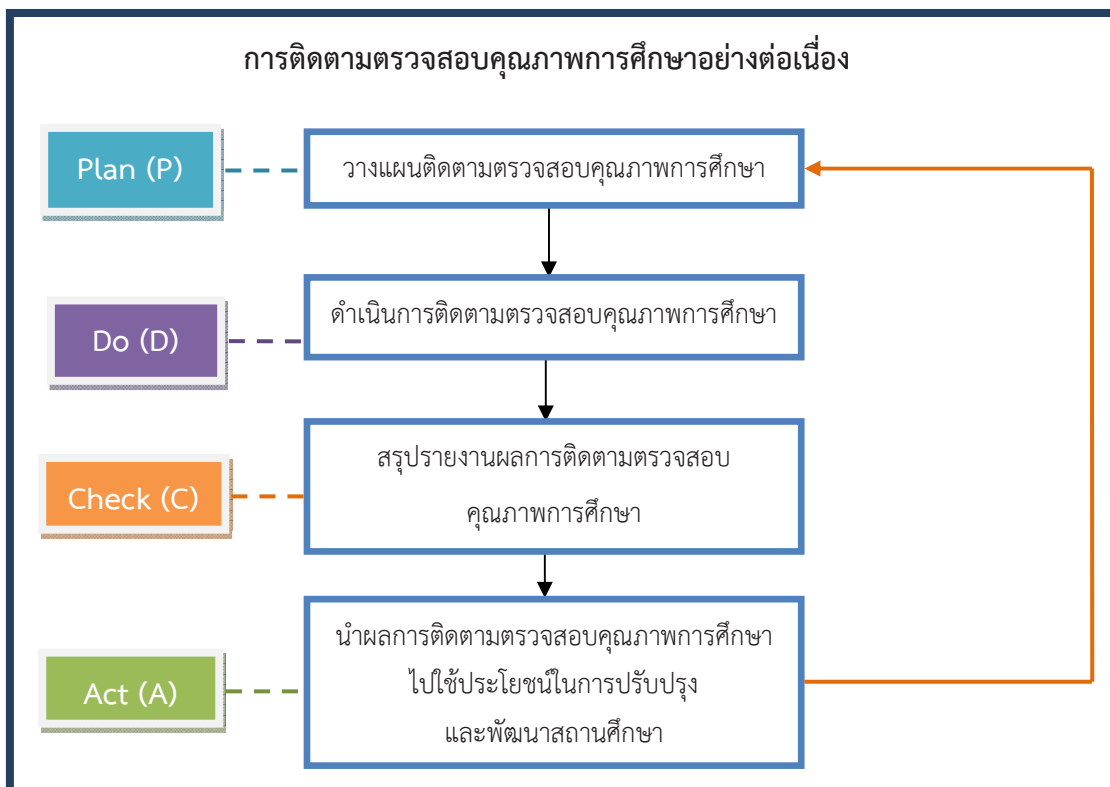 การติดตามตรวจสอบคุณภาพการศึกษาอย่างต่อเนื่อง
Plan (P)
วางแผนติดตามตรวจสอบคุณภาพการศึกษา
Do (D)
ดำเนินการติดตามตรวจสอบคุณภาพการศึกษา
Check (C)
สรุปรายงานผลการติดตามตรวจสอบ
คุณภาพการศึกษา
Act (A)
นำผลการติดตามตรวจสอบคุณภาพการศึกษา
ไปใช้ประโยชน์ในการปรับปรุง
และพัฒนาสถานศึกษา